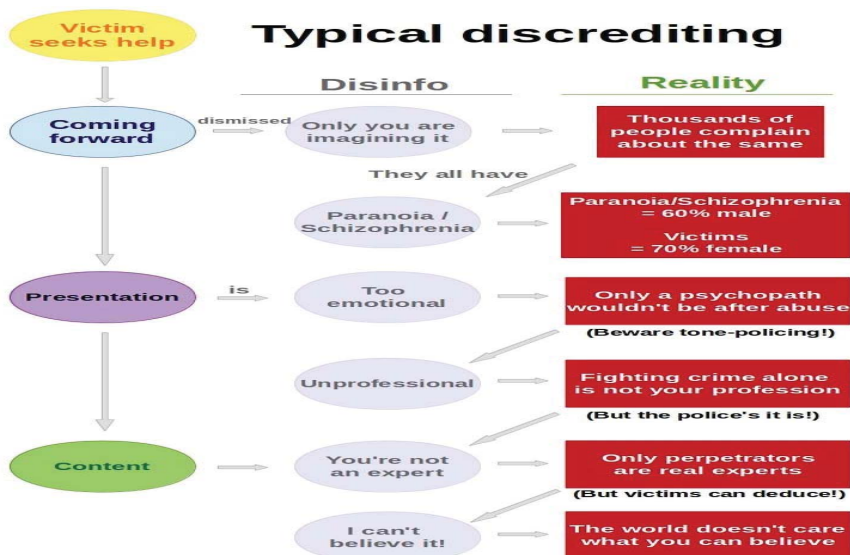 Victim
seeks help
Typical discrediting
Disinfo
Reality
Coming
forward
dismissed
Only you are
imagining it
Thousands of
people complain
about the same
They all have
Paranoia /
Schizophrenia
Paranoia/Schizophrenia
= 60% male
Victims
= 70% female
Presentation
is
Too
emotional
Only a psychopath
wouldn't be after abuse
(Beware tone-policing!)
Unprofessional
Fighting crime alone
is not your profession
(But the police's it is!)
Content
You're not
an expert
Only perpetrators
are real experts
(But victims can deduce!)
I can't
believe it!
The world doesn't care
what you can believe